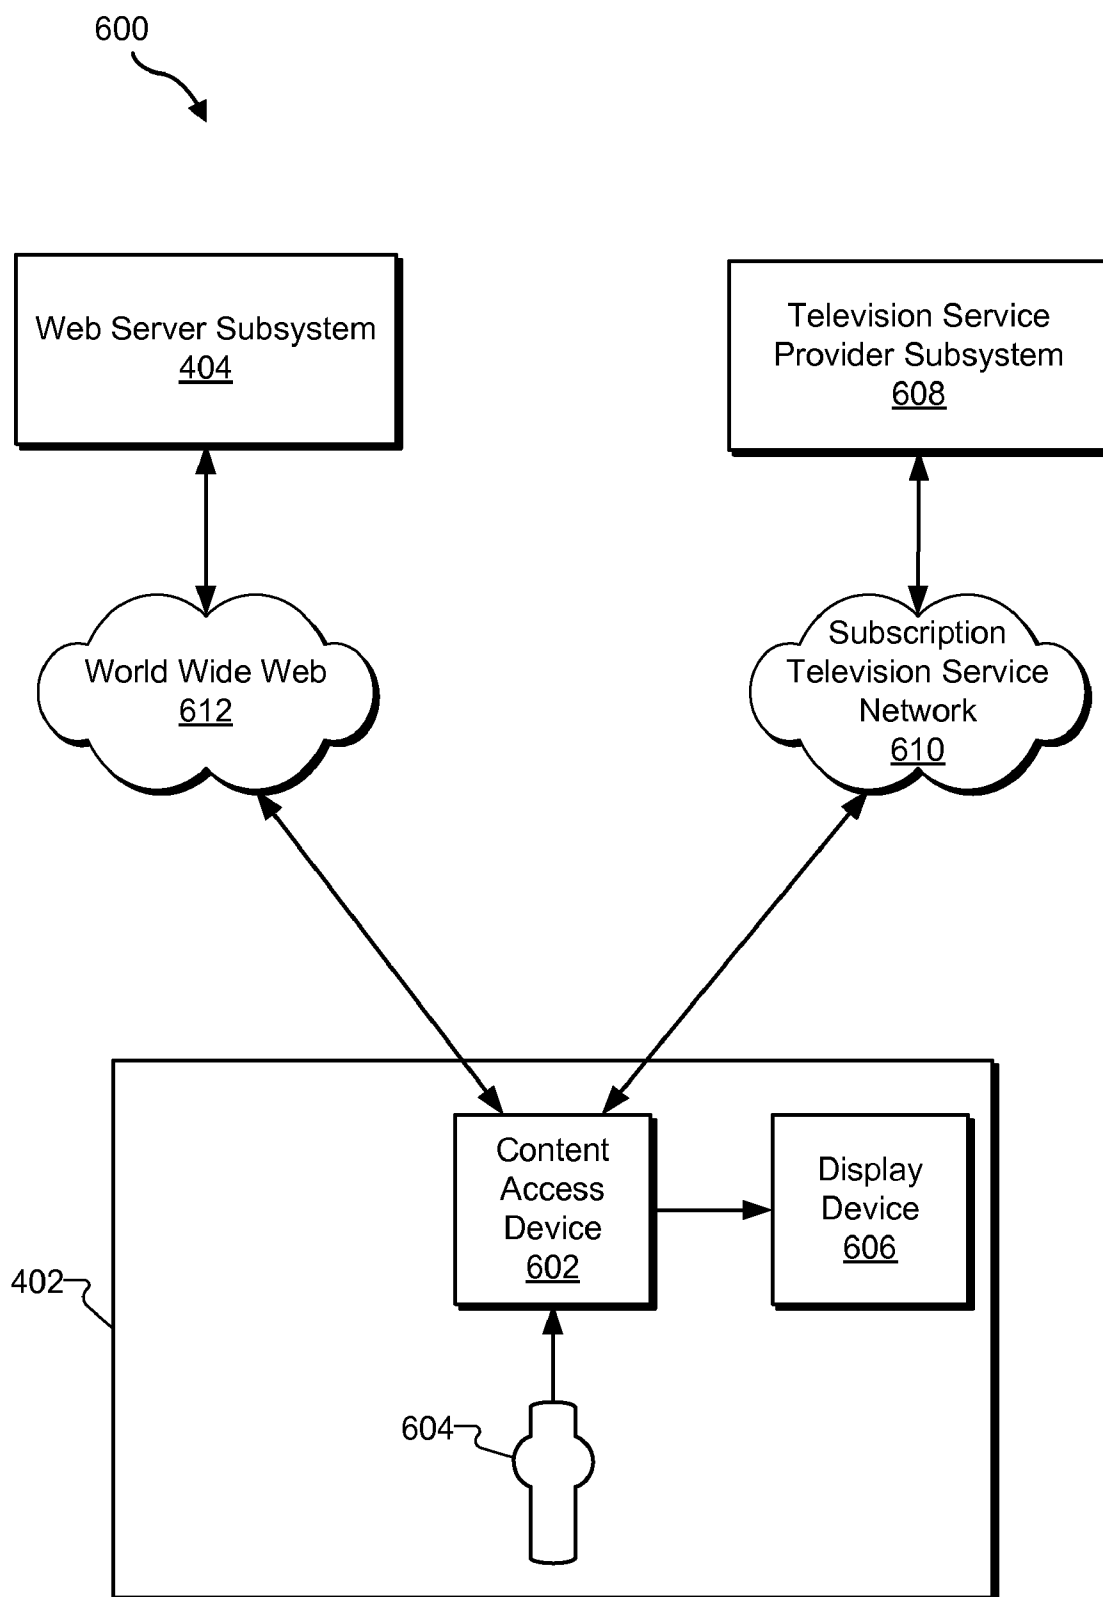 600
Web Server Subsystem
404
Television Service
Provider Subsystem
608
World Wide Web
612
Subscription
Television Service
Network
610
Content
Access
Device
602
Display
Device
606
402
604